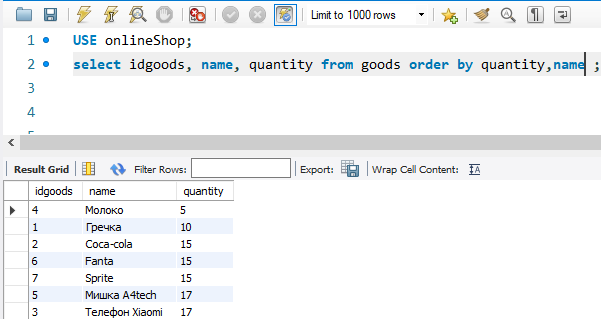 Limit to 1000 rows
1 USE onlineShop;
2 select idgoods, name, quantity from goods order by quantity,name ;
3
4
Result Grid Filter Rows: Export: Wrap Cell Content:
idgoods name quantity
4 Молоко 5
1 Гречка 10
2 Coca-cola 15
6 Fanta 15
7 Sprite 15
5 Мишка A4tech 17
3 Телефон Xiaomi 17